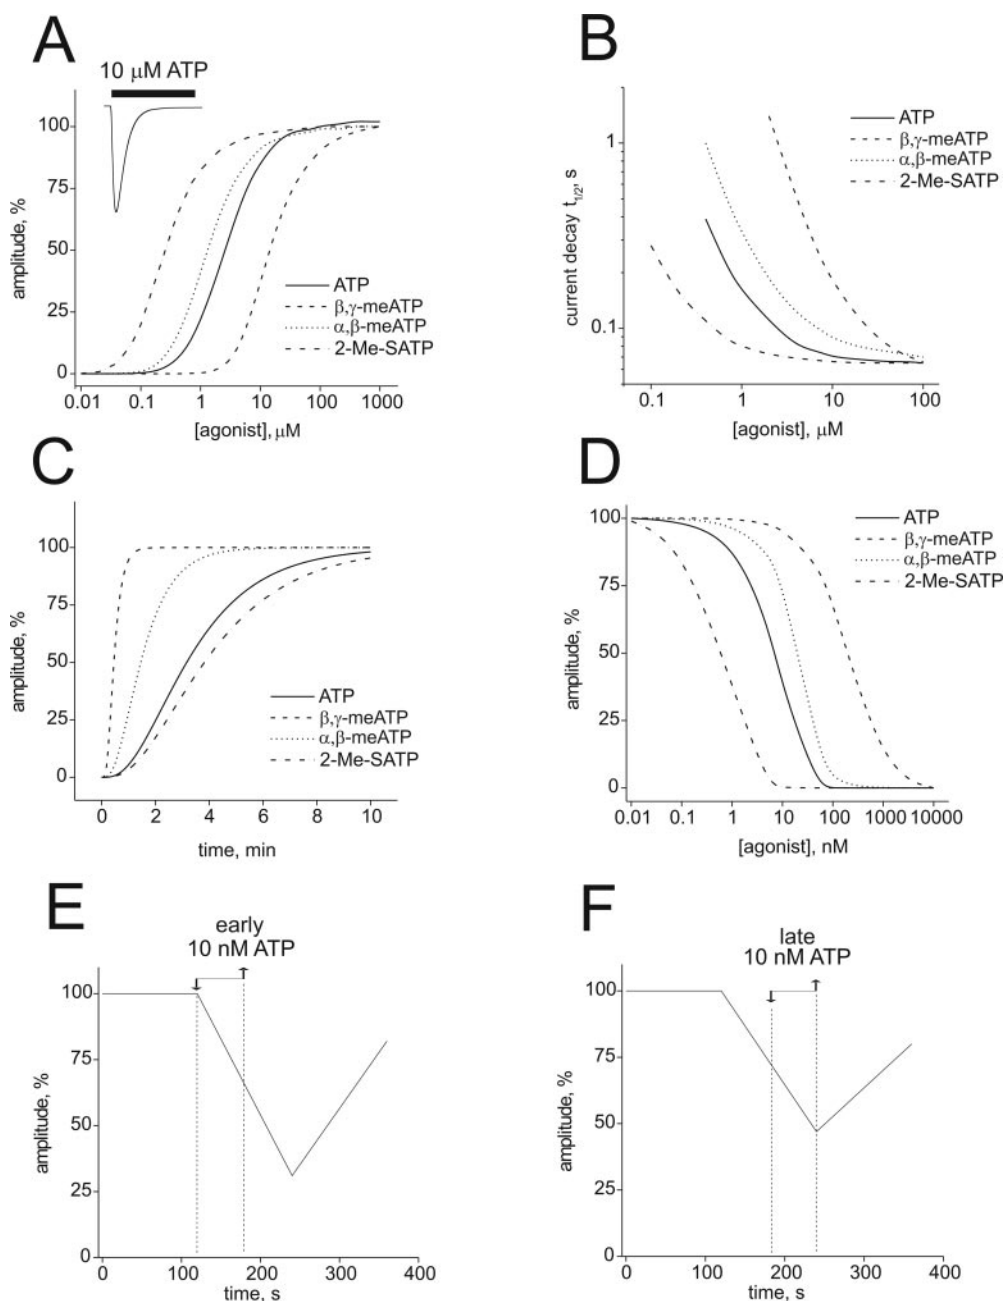 A
10 μM ATP
100
75
50
25
0
amplitude, %
ATP
β,γ-meATP
α,β-meATP
2-Me-SATP
0.01 0.1 1 10 100 1000
[agonist], μM
B
1
0.1
current decay t1/2, s
ATP
β,γ-meATP
α,β-meATP
2-Me-SATP
0.1 1 10 100
[agonist], μM
C
100
75
50
25
0
amplitude, %
ATP
β,γ-meATP
α,β-meATP
2-Me-SATP
0 2 4 6 8 10
time, min
D
100
75
50
25
0
amplitude, %
ATP
β,γ-meATP
α,β-meATP
2-Me-SATP
0.01 0.1 1 10 100 1000 10000
[agonist], nM
E
early
10 nM ATP
100
75
50
25
0
amplitude, %
0 100 200 300 400
time, s
F
late
10 nM ATP
100
75
50
25
0
amplitude, %
0 100 200 300 400
time, s